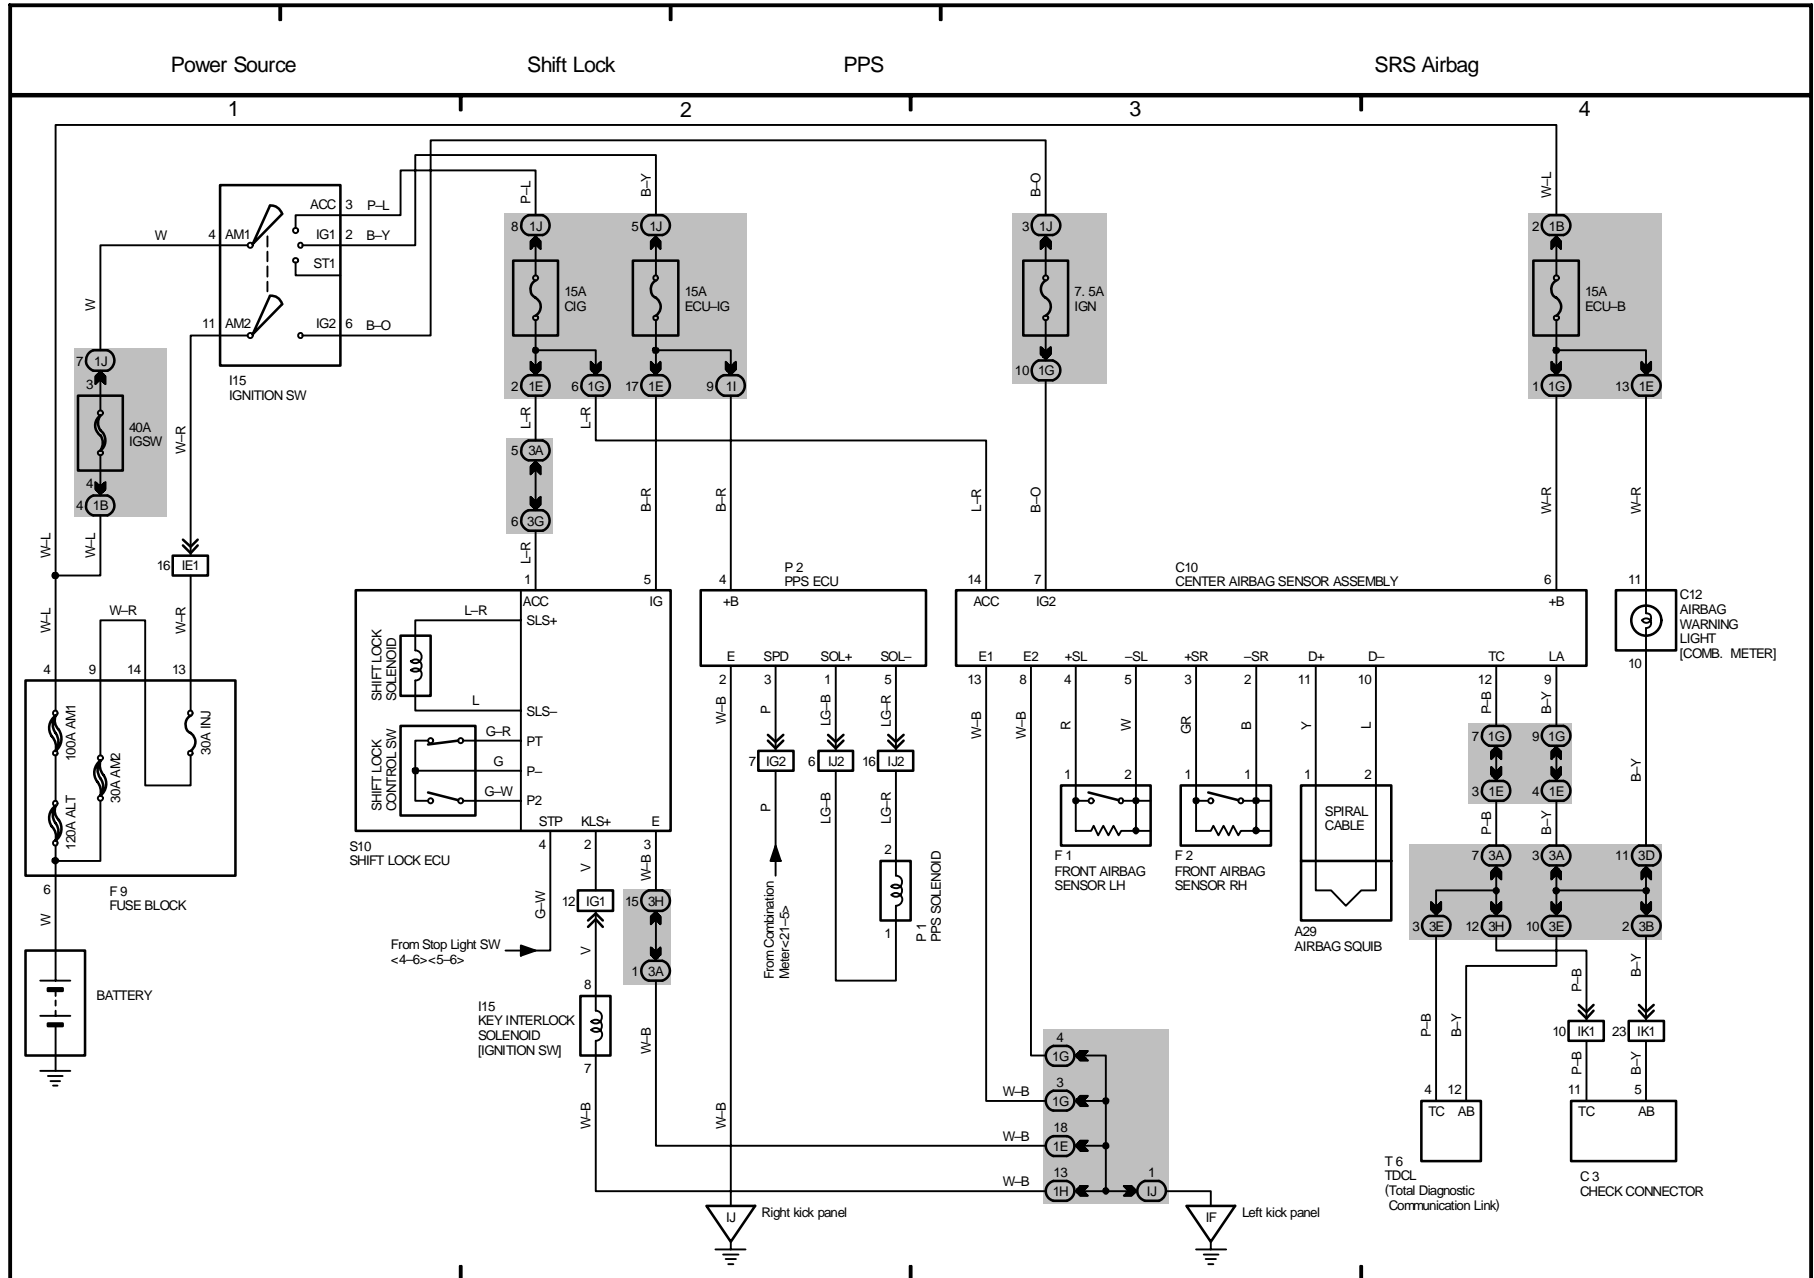 Power Source
Shift Lock
PPS
SRS Airbag
1
2
3
4
P–L
B–Y
B–O
W–L
ACC 3 P–L
W 4 AM1
IG1 2 B–Y
ST1
11 AM2
IG2 6 B–O
I15
IGNITION SW
8 1J
5 1J
3 1J
2 1B
15A
CIG
15A
ECU–IG
7. 5A
IGN
15A
ECU–B
W
7 1J
3
40A
IGSW
4
4 1B
W–R
2 1E
6 1G
17 1E
9 1I
10 1G
1 1G
13 1E
L–R
L–R
5 3A
6 3G
L–R
B–R
B–R
L–R
B–O
W–R
W–R
W–L
W–L
16 IE1
W–L
W–R
W–R
4
9
14
13
100A AM1
30A AM2
30A INJ
120A ALT
6
F 9
FUSE BLOCK
W
BATTERY
1
5
ACC
IG
L–R
SLS+
SHIFT LOCK
SOLENOID
L
SLS–
SHIFT LOCK
CONTROL SW
G–R
PT
G
P–
G–W
P2
STP
KLS+
E
4
2
3
S10
SHIFT LOCK ECU
G–W
V
W–B
12 IG1
15 3H
From Stop Light SW
<4–6><5–6>
V
1 3A
8
I15
KEY INTERLOCK
SOLENOID
[IGNITION SW]
7
W–B
W–B
4
P 2
PPS ECU
+B
E
SPD
SOL+
SOL–
2
3
1
5
W–B
P
LG–B
LG–R
7 IG2
6 IJ2
16 IJ2
P
LG–B
LG–R
2
1
P 1
PPS SOLENOID
From Combination
Meter<21–5>
W–B
IJ
Right kick panel
14
7
C10
CENTER AIRBAG SENSOR ASSEMBLY
6
ACC
IG2
+B
E1
E2
+SL
–SL
+SR
–SR
D+
D–
TC
LA
13
8
4
5
3
2
11
10
12
9
W–B
W–B
R
W
GR
B
Y
L
P–B
B–Y
1
2
F 1
FRONT AIRBAG
SENSOR LH
1
2
F 2
FRONT AIRBAG
SENSOR RH
1
2
SPIRAL
CABLE
A29
AIRBAG SQUIB
11
C12
AIRBAG
WARNING
LIGHT
[COMB. METER]
10
7 1G
9 1G
3 1E
4 1E
B–Y
P–B
B–Y
7 3A
3 3A
11 3D
3 3E
12 3H
10 3E
2 3B
P–B
B–Y
P–B
B–Y
10 IK1
23 IK1
P–B
B–Y
4
12
11
5
TC
AB
TC
AB
T 6
TDCL
(Total Diagnostic
Communication Link)
C 3
CHECK CONNECTOR
4
1G
3
W–B 1G
18
W–B 1E
13
W–B 1H
1
IJ
IF
Left kick panel